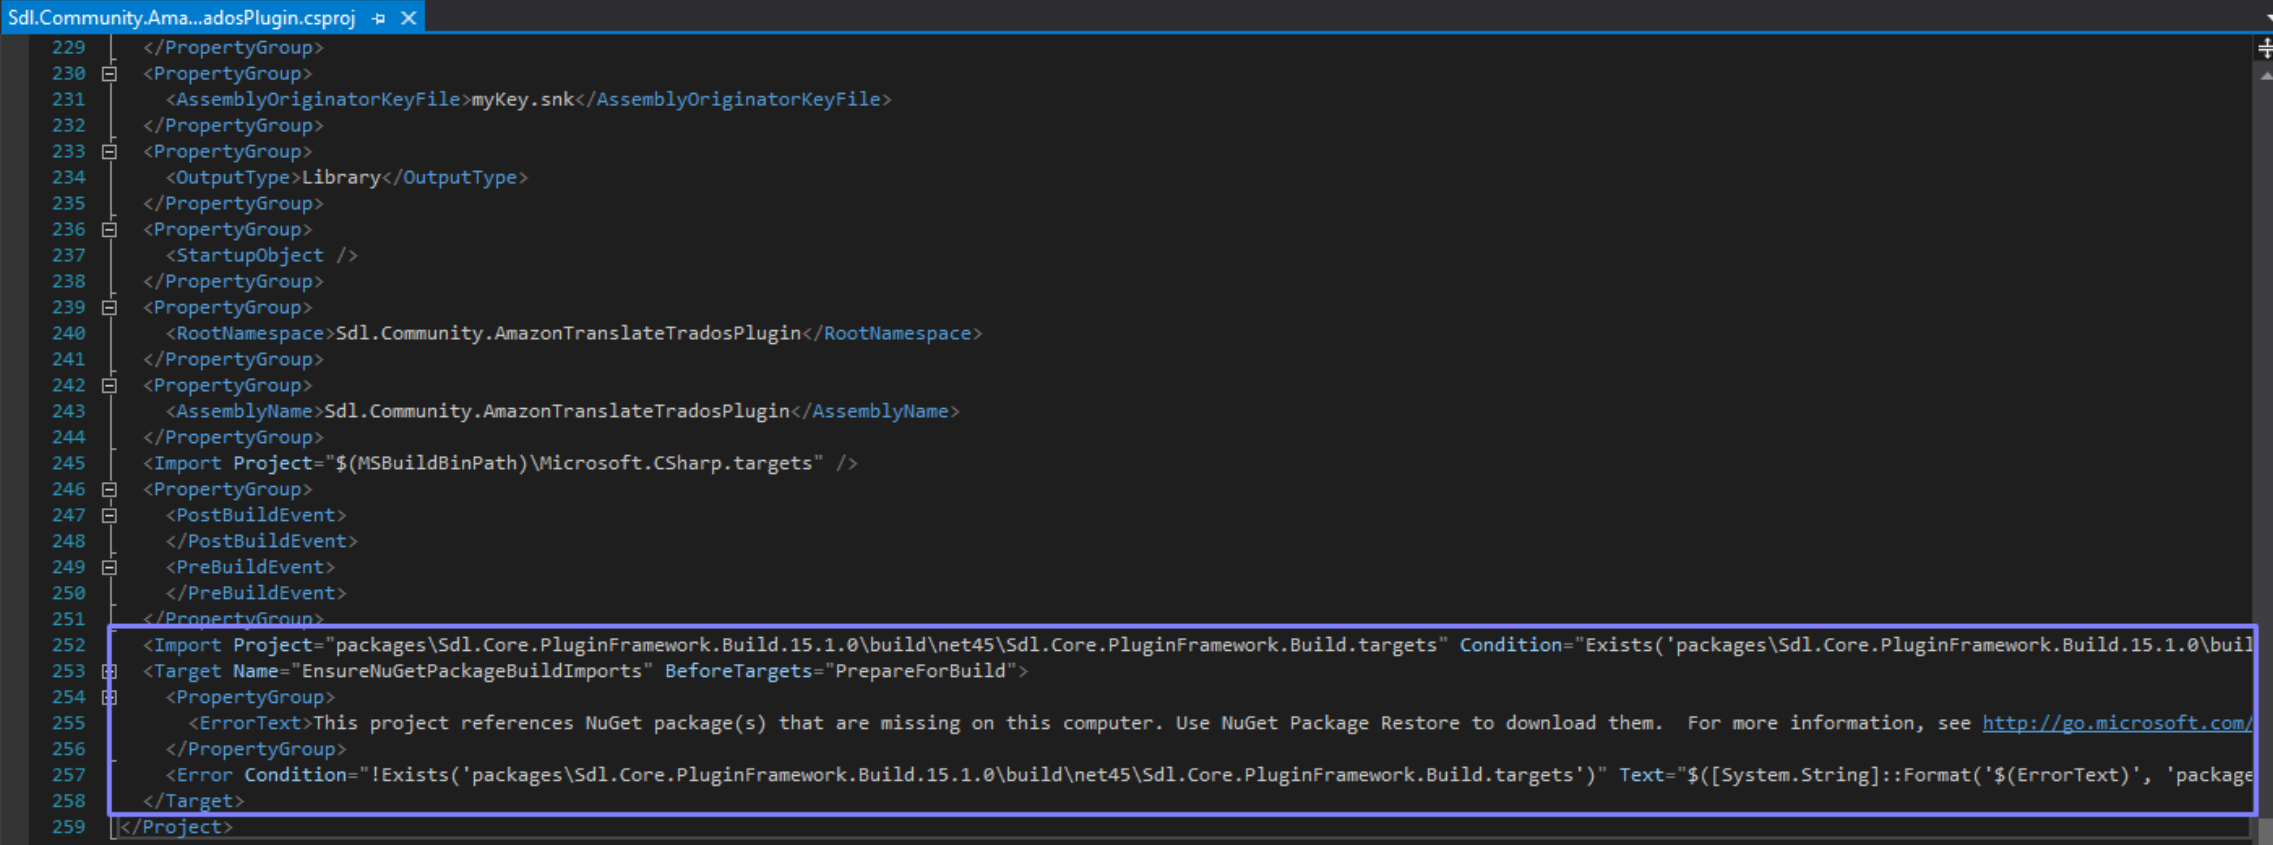 Sdl.Community.Ama...adosPlugin.csproj
229 </PropertyGroup>
230 <PropertyGroup>
231 <AssemblyOriginatorKeyFile>myKey.snk</AssemblyOriginatorKeyFile>
232 </PropertyGroup>
233 <PropertyGroup>
234 <OutputType>Library</OutputType>
235 </PropertyGroup>
236 <PropertyGroup>
237 <StartupObject />
238 </PropertyGroup>
239 <PropertyGroup>
240 <RootNamespace>Sdl.Community.AmazonTranslateTradosPlugin</RootNamespace>
241 </PropertyGroup>
242 <PropertyGroup>
243 <AssemblyName>Sdl.Community.AmazonTranslateTradosPlugin</AssemblyName>
244 </PropertyGroup>
245 <Import Project="$(MSBuildBinPath)\Microsoft.CSharp.targets" />
246 <PropertyGroup>
247 <PostBuildEvent>
248 </PostBuildEvent>
249 <PreBuildEvent>
250 </PreBuildEvent>
251 </PropertyGroup>
252 <Import Project="packages\Sdl.Core.PluginFramework.Build.15.1.0\build\net45\Sdl.Core.PluginFramework.Build.targets" Condition="Exists('packages\Sdl.Core.PluginFramework.Build.15.1.0\buil
253 <Target Name="EnsureNuGetPackageBuildImports" BeforeTargets="PrepareForBuild">
254 <PropertyGroup>
255 <ErrorText>This project references NuGet package(s) that are missing on this computer. Use NuGet Package Restore to download them.  For more information, see http://go.microsoft.com/
256 </PropertyGroup>
257 <Error Condition="!Exists('packages\Sdl.Core.PluginFramework.Build.15.1.0\build\net45\Sdl.Core.PluginFramework.Build.targets')" Text="$([System.String]::Format('$(ErrorText)', 'package
258 </Target>
259 </Project>